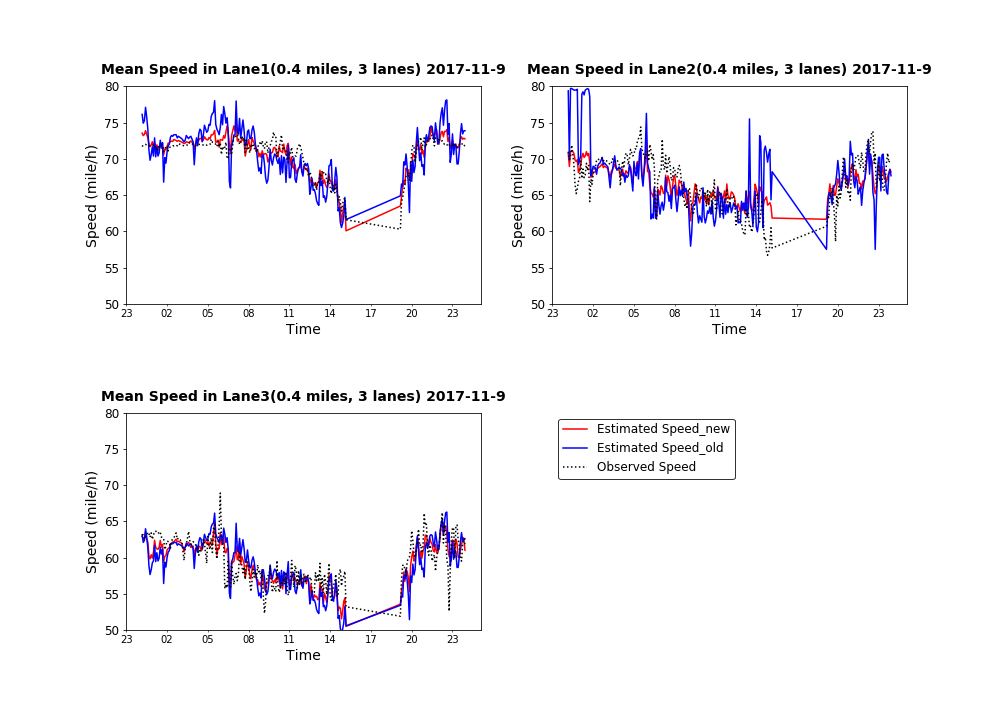 Mean Speed in Lane1(0.4 miles, 3 lanes) 2017-11-9
80
75
70
65
60
55
50
Speed (mile/h)
23 02 05 08 11 14 17 20 23
Time
Mean Speed in Lane2(0.4 miles, 3 lanes) 2017-11-9
80
75
70
65
60
55
50
Speed (mile/h)
23 02 05 08 11 14 17 20 23
Time
Mean Speed in Lane3(0.4 miles, 3 lanes) 2017-11-9
80
75
70
65
60
55
50
Speed (mile/h)
23 02 05 08 11 14 17 20 23
Time
Estimated Speed_new
Estimated Speed_old
Observed Speed